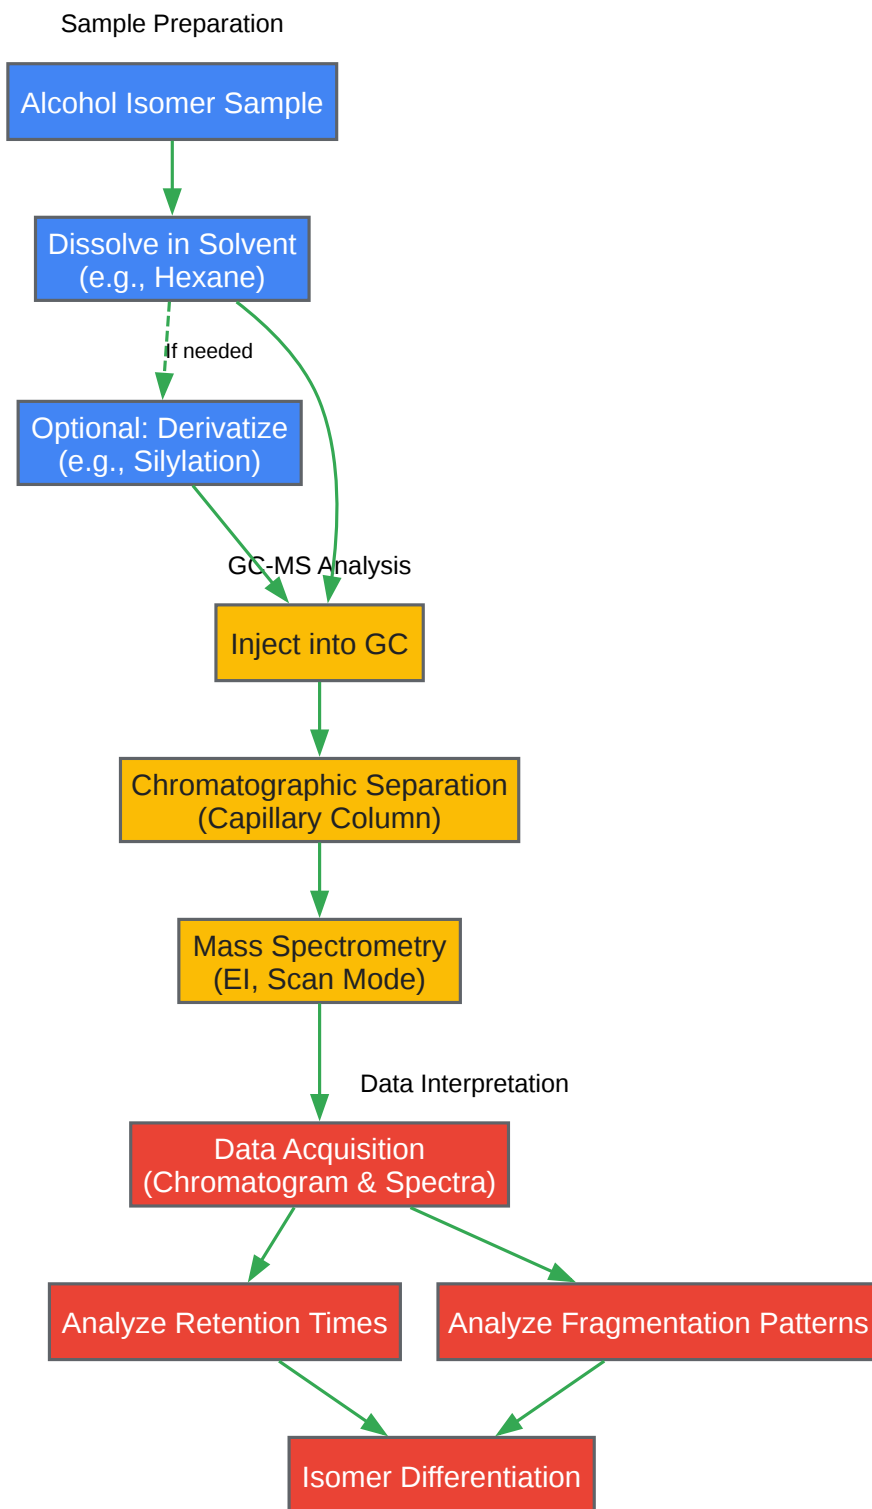 Sample Preparation
Alcohol Isomer Sample
Dissolve in Solvent
(e.g., Hexane)
If needed
Optional: Derivatize
(e.g., Silylation)
GC-MS Analysis
Inject into GC
Chromatographic Separation
(Capillary Column)
Mass Spectrometry
(EI, Scan Mode)
Data Interpretation
Data Acquisition
(Chromatogram & Spectra)
Analyze Retention Times
Analyze Fragmentation Patterns
Isomer Differentiation